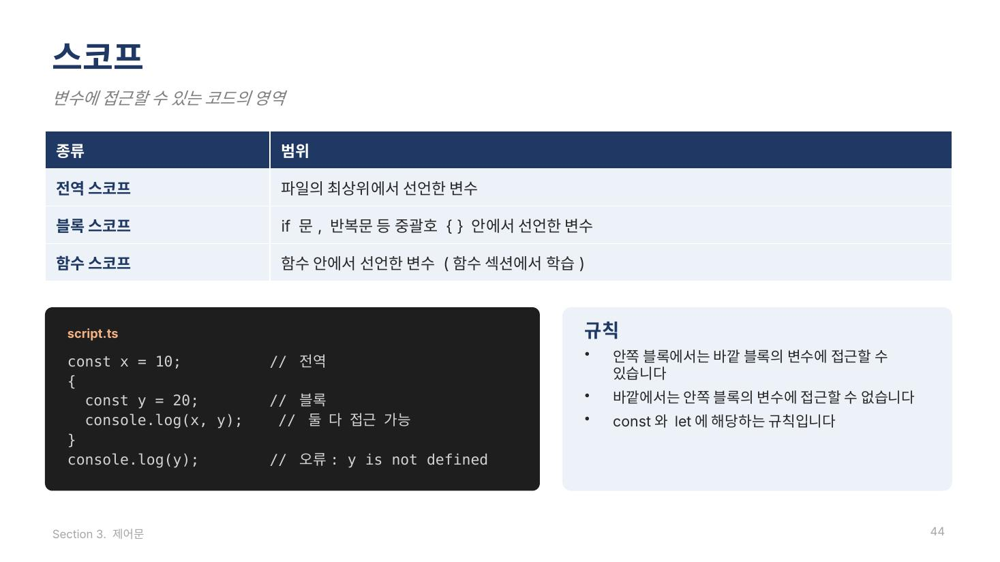 스코프
변수에 접근할 수 있는 코드의 영역
종류 범위
전역 스코프 파일의 최상위에서 선언한 변수
블록 스코프 if 문 , 반복문 등 중괄호 { } 안에서 선언한 변수
함수 스코프 함수 안에서 선언한 변수 ( 함수 섹션에서 학습 )
script.ts
const x = 10;          // 전역
{
  const y = 20;        // 블록
  console.log(x, y);    // 둘 다 접근 가능
}
console.log(y);        // 오류 : y is not defined
규칙
• 안쪽 블록에서는 바깥 블록의 변수에 접근할 수
있습니다
• 바깥에서는 안쪽 블록의 변수에 접근할 수 없습니다
• const 와 let 에 해당하는 규칙입니다
Section 3. 제어문
44